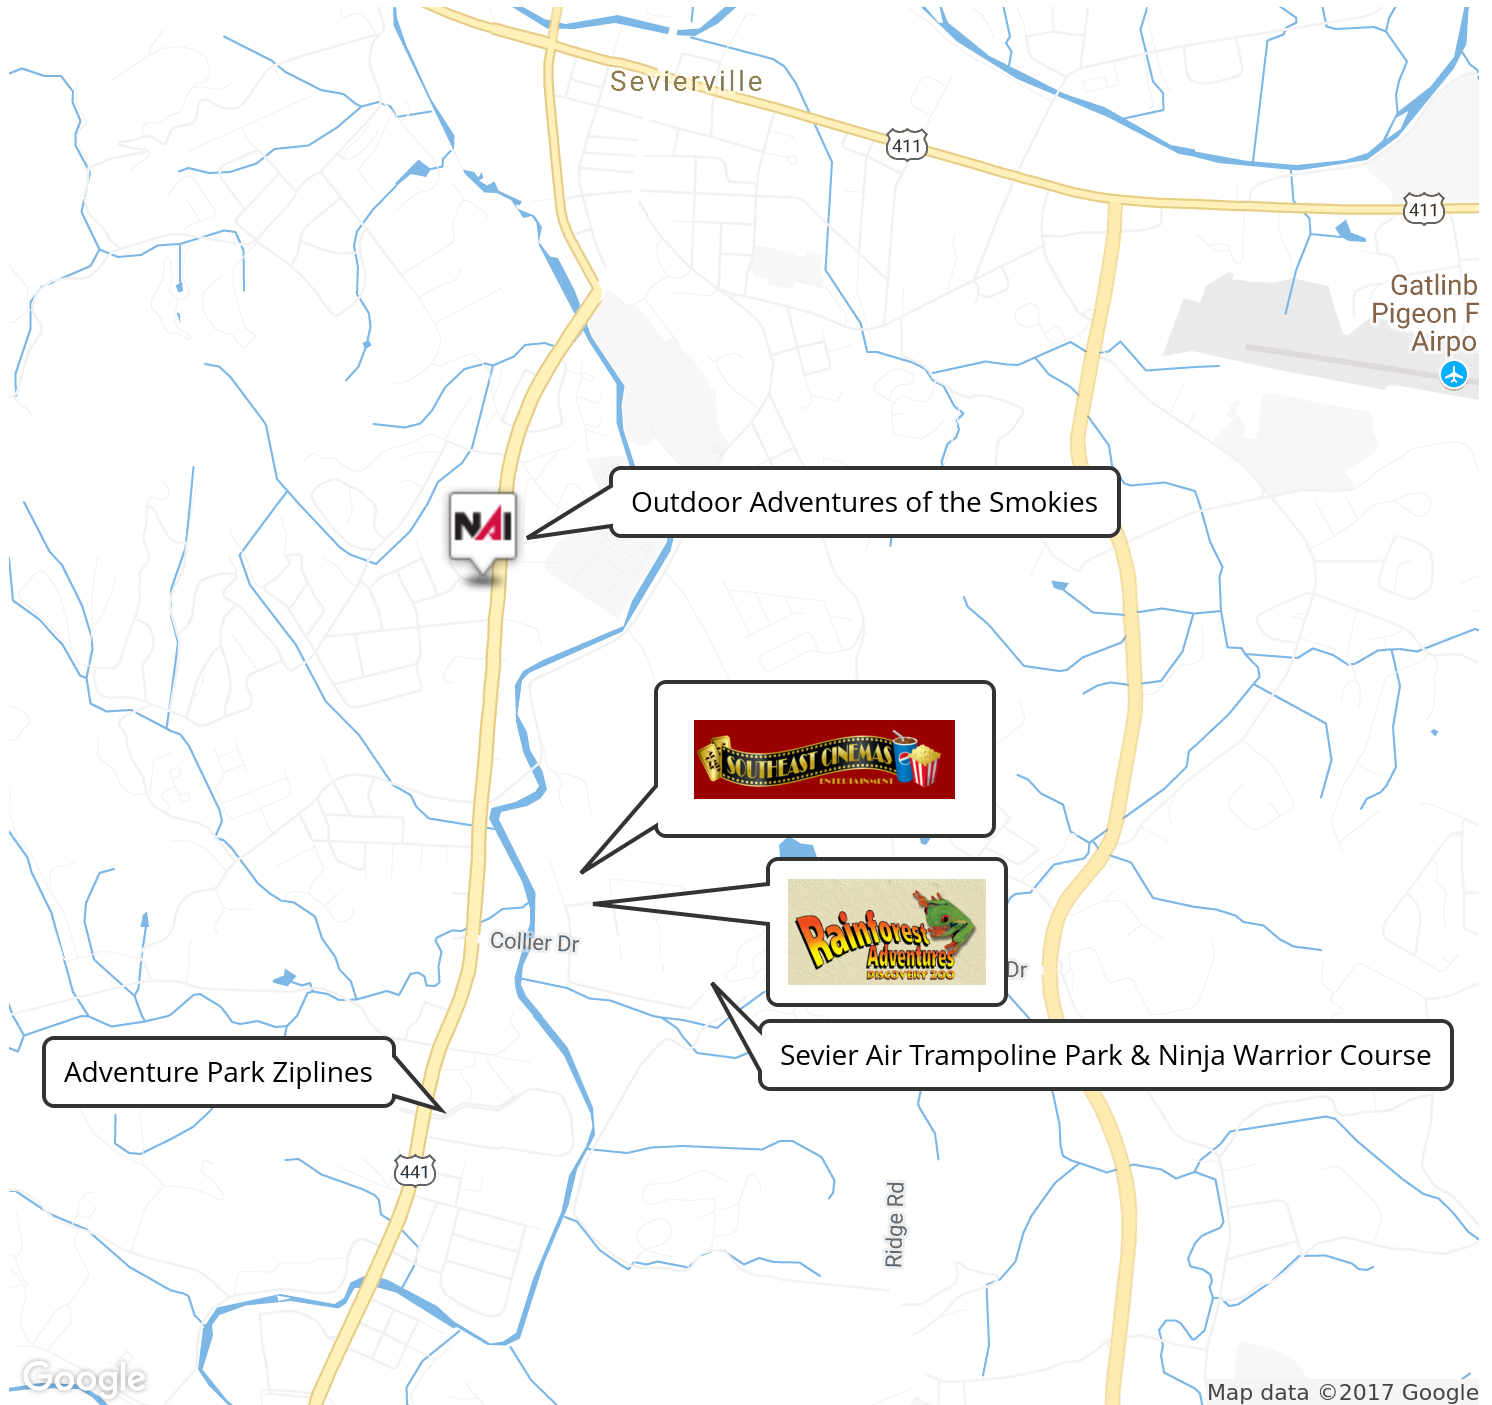 Sevierville
411
411
Gatlinb
Pigeon F
Airpo
Outdoor Adventures of the Smokies
NAI
SOUTHEAST CINEMAS
ENTERTAINMENT
Rainforest
Adventures
DISCOVERY ZOO
Collier Dr
Dr
Sevier Air Trampoline Park & Ninja Warrior Course
Adventure Park Ziplines
441
Ridge Rd
Google
Map data ©2017 Google